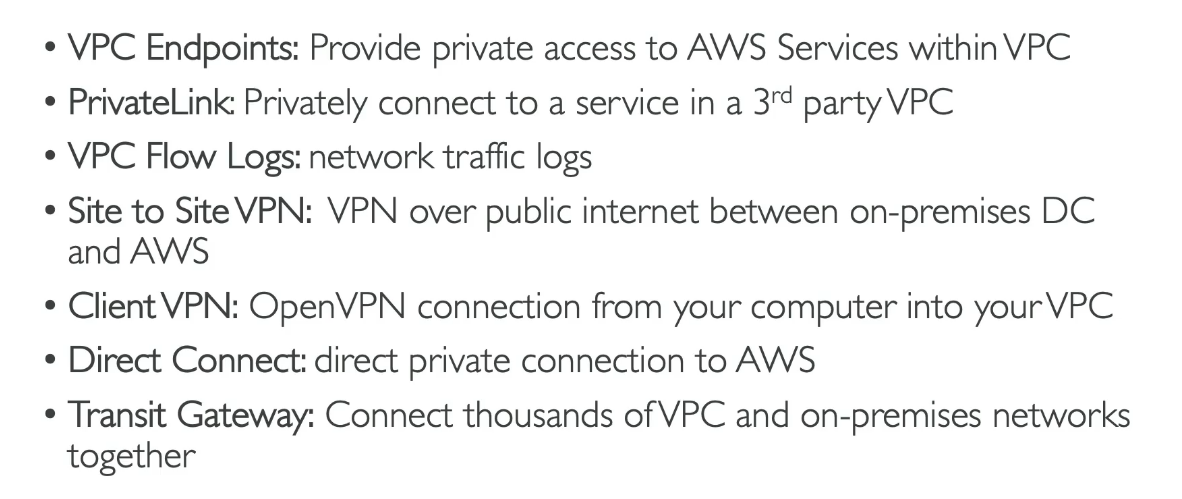 • VPC Endpoints: Provide private access to AWS Services within VPC
• PrivateLink: Privately connect to a service in a 3rd party VPC
• VPC Flow Logs: network traffic logs
• Site to Site VPN: VPN over public internet between on-premises DC
and AWS
• Client VPN: OpenVPN connection from your computer into your VPC
• Direct Connect: direct private connection to AWS
• Transit Gateway: Connect thousands of VPC and on-premises networks
together